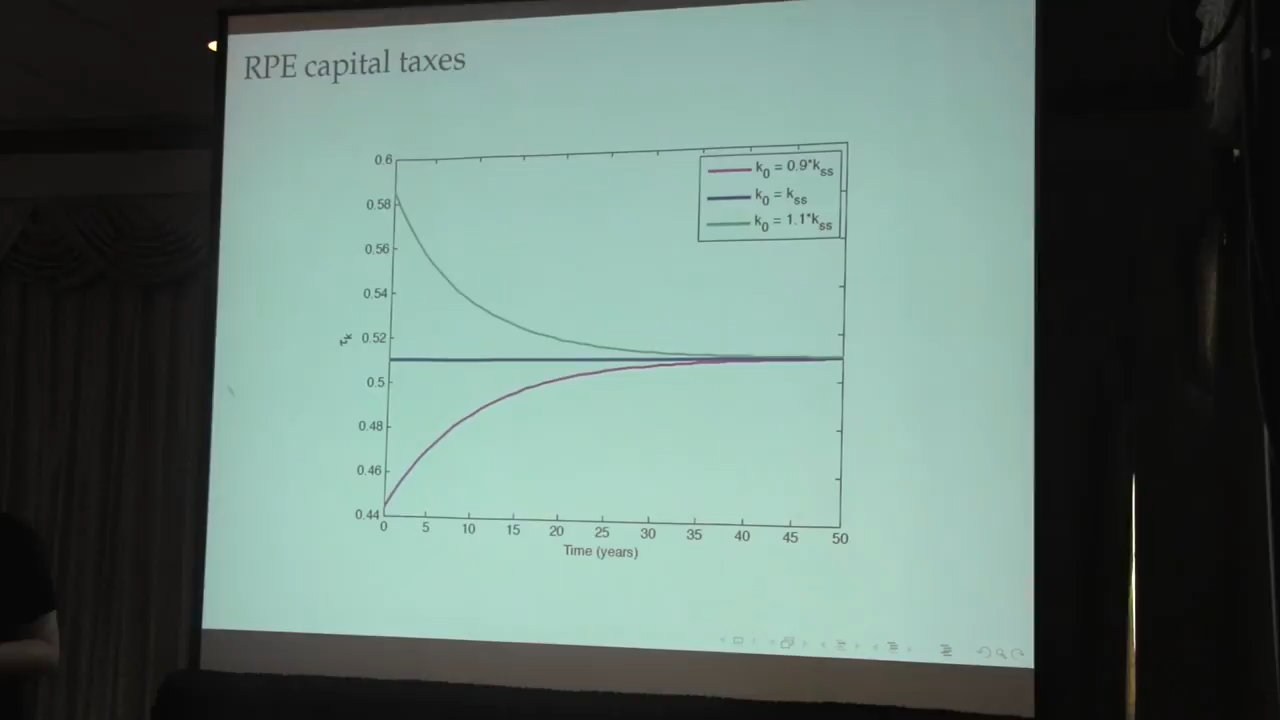 RPE capital taxes
k0 = 0.9*kss
k0 = kss
k0 = 1.1*kss
0.6
0.58
0.56
0.54
0.52
0.5
0.48
0.46
0.44
τk
0 5 10 15 20 25 30 35 40 45 50
Time (years)